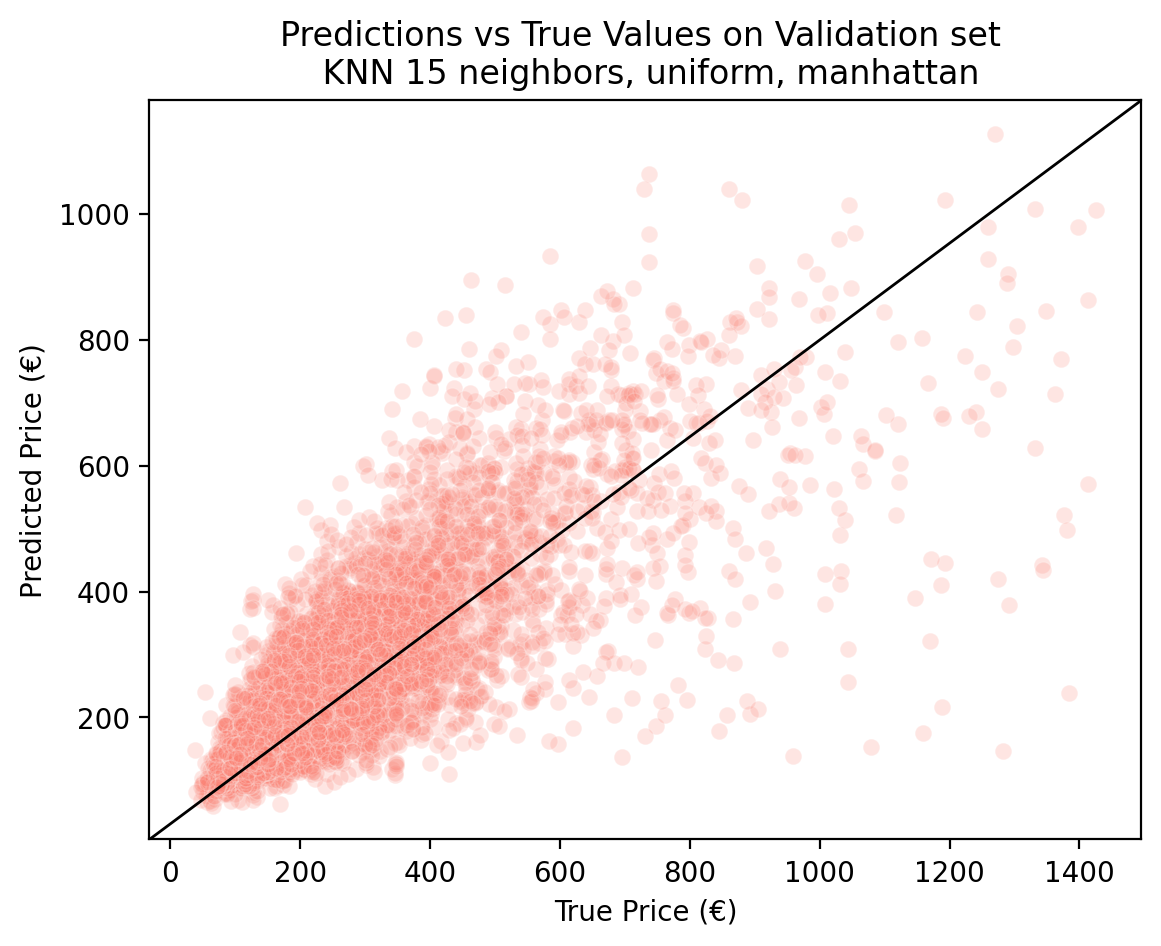 Predictions vs True Values on Validation set
KNN 15 neighbors, uniform, manhattan
1000
800
600
400
200
Predicted Price (€)
0 200 400 600 800 1000 1200 1400
True Price (€)